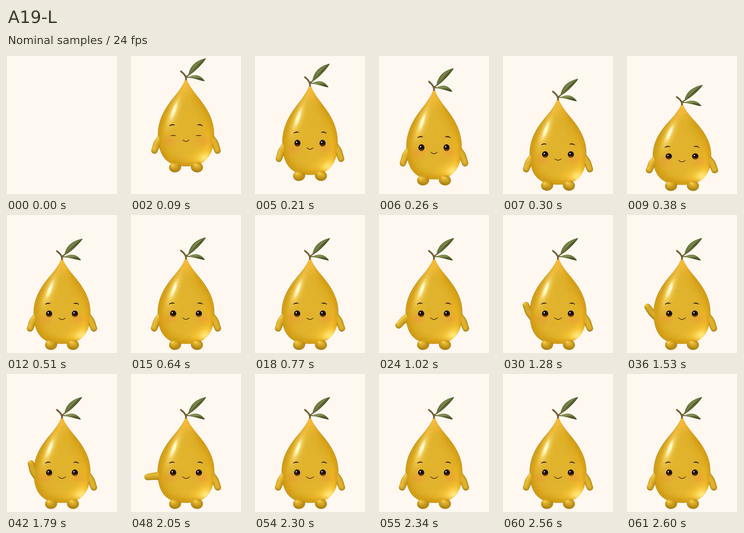 A19-L
Nominal samples / 24 fps
000 0.00 s
002 0.09 s
005 0.21 s
006 0.26 s
007 0.30 s
009 0.38 s
012 0.51 s
015 0.64 s
018 0.77 s
024 1.02 s
030 1.28 s
036 1.53 s
042 1.79 s
048 2.05 s
054 2.30 s
055 2.34 s
060 2.56 s
061 2.60 s